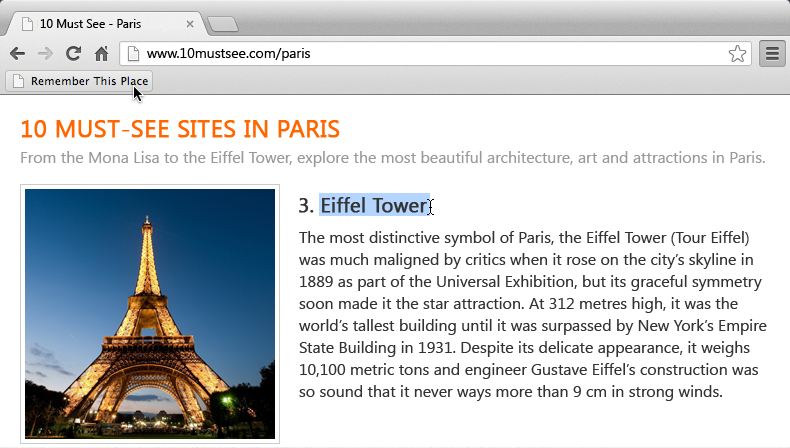 10 Must See - Paris
www.10mustsee.com/paris
Remember This Place
10 MUST-SEE SITES IN PARIS
From the Mona Lisa to the Eiffel Tower, explore the most beautiful architecture, art and attractions in Paris.
3. Eiffel Tower
The most distinctive symbol of Paris, the Eiffel Tower (Tour Eiffel)
was much maligned by critics when it rose on the city's skyline in
1889 as part of the Universal Exhibition, but its graceful symmetry
soon made it the star attraction. At 312 metres high, it was the
world's tallest building until it was surpassed by New York's Empire
State Building in 1931. Despite its delicate appearance, it weighs
10,100 metric tons and engineer Gustave Eiffel's construction was
so sound that it never ways more than 9 cm in strong winds.